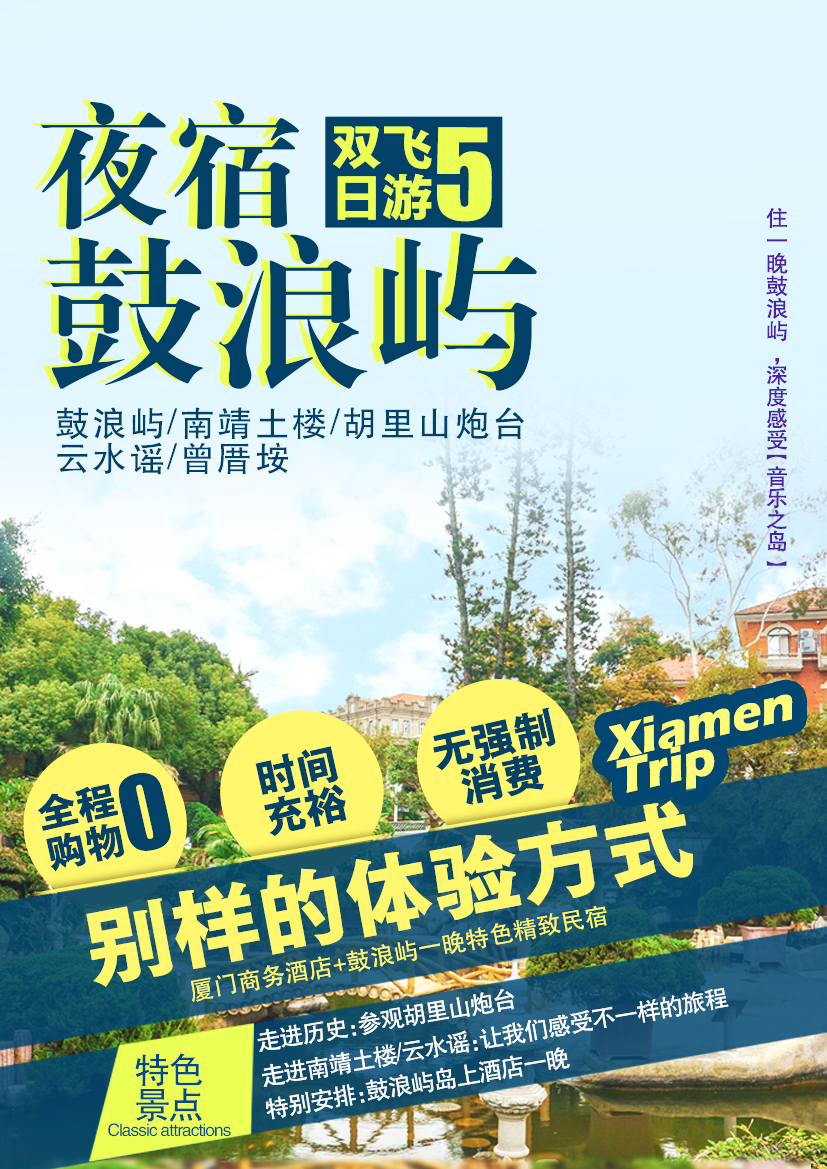 夜宿
双飞5
日游
鼓浪屿
鼓浪屿/南靖土楼/胡里山炮台
云水谣/曾厝垵
住一晚鼓浪屿,深度感受【音乐之岛】
全程0
购物
时间
充裕
无强制
消费
Xiamen
Trip
别样的体验方式
厦门商务酒店+鼓浪屿一晚特色精致民宿
特色
景点
Classic attractions
走进历史:参观胡里山炮台
走进南靖土楼/云水谣:让我们感受不一样的旅程
特别安排:鼓浪屿岛上酒店一晚